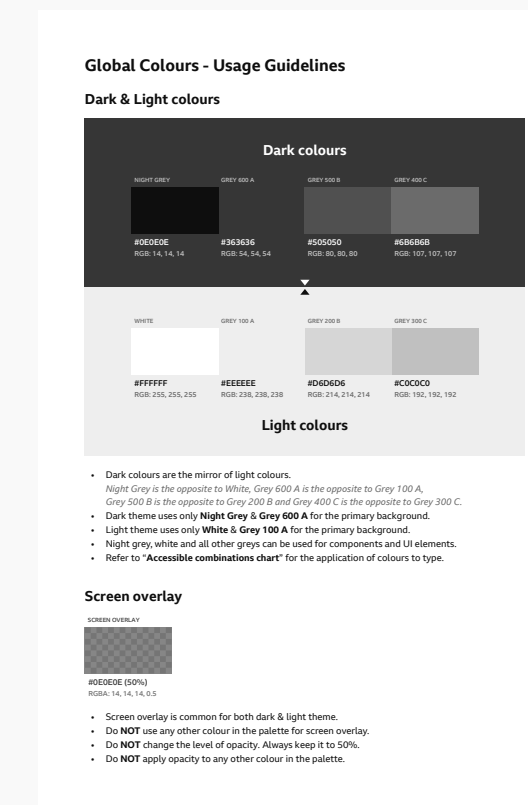 Global Colours - Usage Guidelines
Dark & Light colours
Dark colours
NIGHT GREY GREY 600 A GREY 500 B GREY 400 C
#0E0E0E #363636 #505050 #6B6B6B
RGB: 14, 14, 14 RGB: 54, 54, 54 RGB: 80, 80, 80 RGB: 107, 107, 107
WHITE GREY 100 A GREY 200 B GREY 300 C
#FFFFFF #EEEEEE #D6D6D6 #C0C0C0
RGB: 255, 255, 255 RGB: 238, 238, 238 RGB: 214, 214, 214 RGB: 192, 192, 192
Light colours
• Dark colours are the mirror of light colours.
Night Grey is the opposite to White, Grey 600 A is the opposite to Grey 100 A,
Grey 500 B is the opposite to Grey 200 B and Grey 400 C is the opposite to Grey 300 C.
• Dark theme uses only Night Grey & Grey 600 A for the primary background.
• Light theme uses only White & Grey 100 A for the primary background.
• Night grey, white and all other greys can be used for components and UI elements.
• Refer to “Accessible combinations chart” for the application of colours to type.
Screen overlay
SCREEN OVERLAY
#0E0E0E (50%)
RGBA: 14, 14, 14, 0.5
• Screen overlay is common for both dark & light theme.
• Do NOT use any other colour in the palette for screen overlay.
• Do NOT change the level of opacity. Always keep it to 50%.
• Do NOT apply opacity to any other colour in the palette.